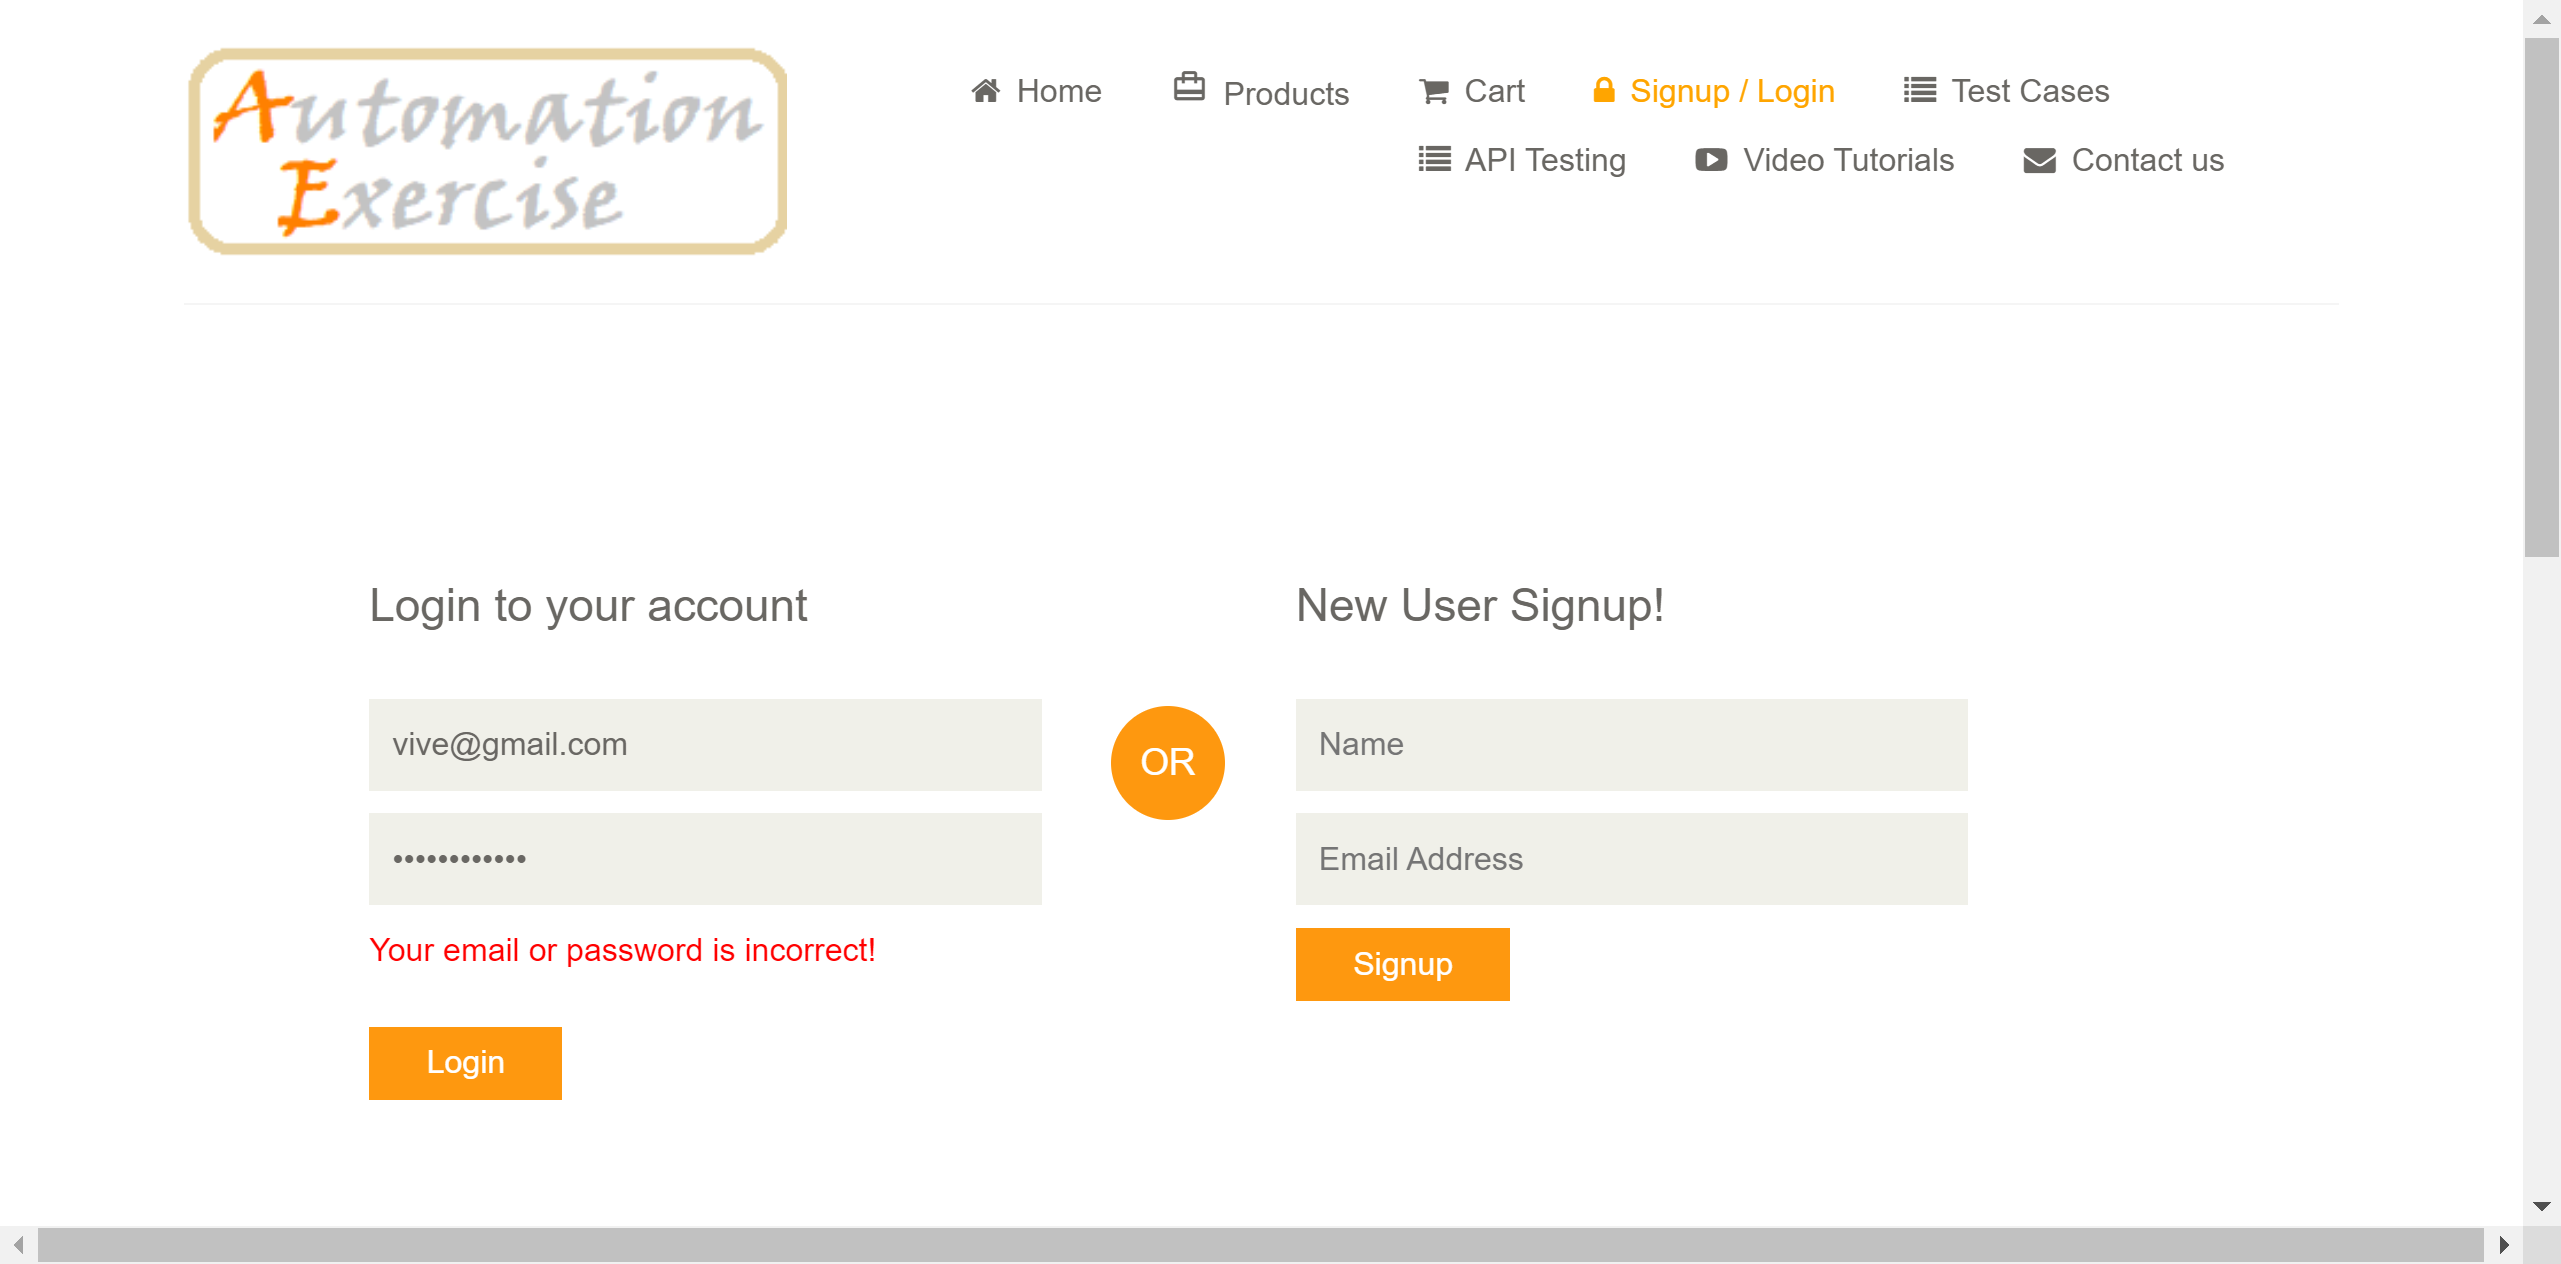 Automation
Exercise
Home
Products
Cart
Signup / Login
Test Cases
API Testing
Video Tutorials
Contact us
Login to your account
vive@gmail.com
••••••••••••
Your email or password is incorrect!
Login
OR
New User Signup!
Name
Email Address
Signup